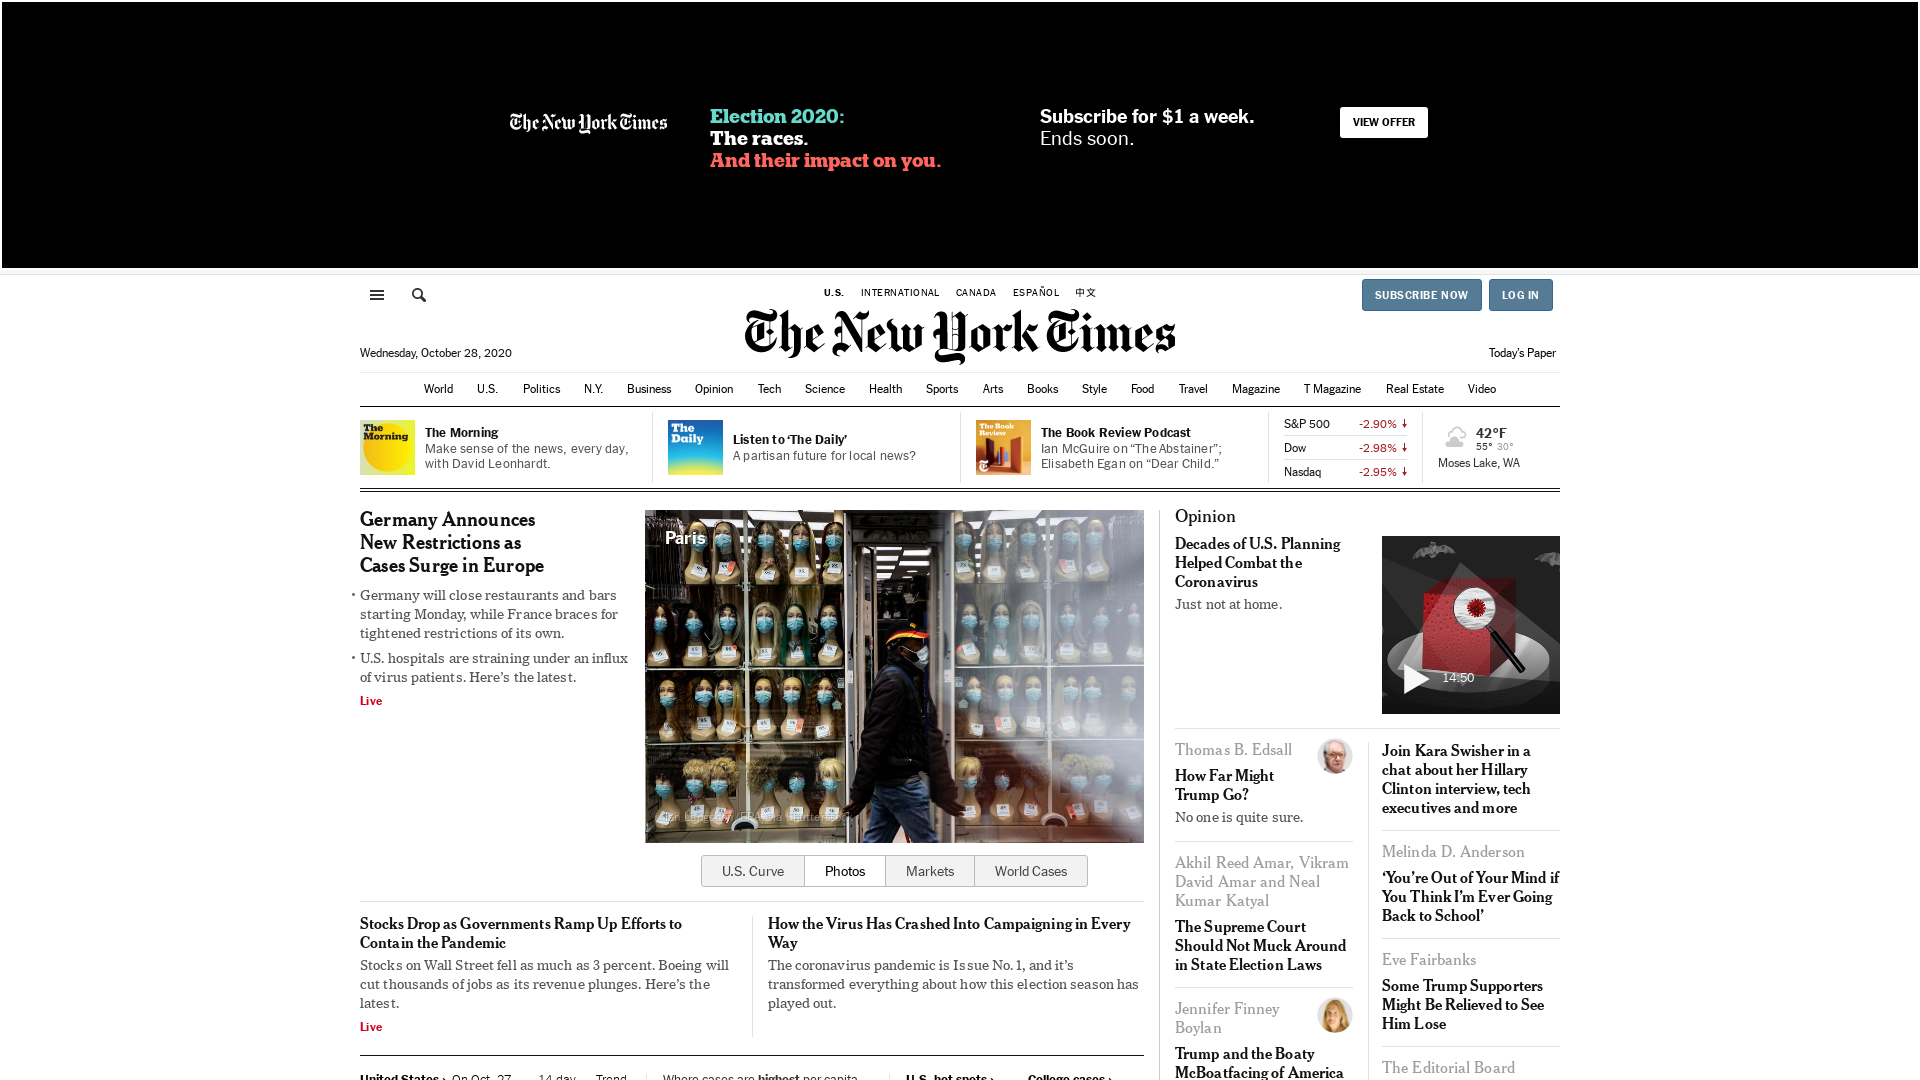 The New York Times
Election 2020:
The races.
And their impact on you.
Subscribe for $1 a week.
Ends soon.
VIEW OFFER
U.S. INTERNATIONAL CANADA ESPAÑOL 中文
SUBSCRIBE NOW LOG IN
The New York Times
Wednesday, October 28, 2020
Today's Paper
World U.S. Politics N.Y. Business Opinion Tech Science Health Sports Arts Books Style Food Travel Magazine T Magazine Real Estate Video
The Morning
The Morning
Make sense of the news, every day,
with David Leonhardt.
The Daily
Listen to ‘The Daily’
A partisan future for local news?
The Book Review
The Book Review Podcast
Ian McGuire on “The Abstainer”;
Elisabeth Egan on “Dear Child.”
S&P 500 -2.90%
Dow -2.98%
Nasdaq -2.95%
42°F
55° 30°
Moses Lake, WA
Germany Announces
New Restrictions as
Cases Surge in Europe
• Germany will close restaurants and bars
starting Monday, while France braces for
tightened restrictions of its own.
• U.S. hospitals are straining under an influx
of virus patients. Here’s the latest.
Live
Paris
U.S. Curve Photos Markets World Cases
Stocks Drop as Governments Ramp Up Efforts to
Contain the Pandemic
Stocks on Wall Street fell as much as 3 percent. Boeing will
cut thousands of jobs as its revenue plunges. Here’s the
latest.
Live
How the Virus Has Crashed Into Campaigning in Every
Way
The coronavirus pandemic is Issue No. 1, and it’s
transformed everything about how this election season has
played out.
United States › On Oct. 27 14-day Trend
Where cases are highest per capita
U.S. hot spots › College cases ›
Opinion
Decades of U.S. Planning
Helped Combat the
Coronavirus
Just not at home.
14:50
Thomas B. Edsall
How Far Might
Trump Go?
No one is quite sure.
Akhil Reed Amar, Vikram
David Amar and Neal
Kumar Katyal
The Supreme Court
Should Not Muck Around
in State Election Laws
Jennifer Finney
Boylan
Trump and the Boaty
McBoatfacing of America
Join Kara Swisher in a
chat about her Hillary
Clinton interview, tech
executives and more
Melinda D. Anderson
‘You’re Out of Your Mind if
You Think I’m Ever Going
Back to School’
Eve Fairbanks
Some Trump Supporters
Might Be Relieved to See
Him Lose
The Editorial Board